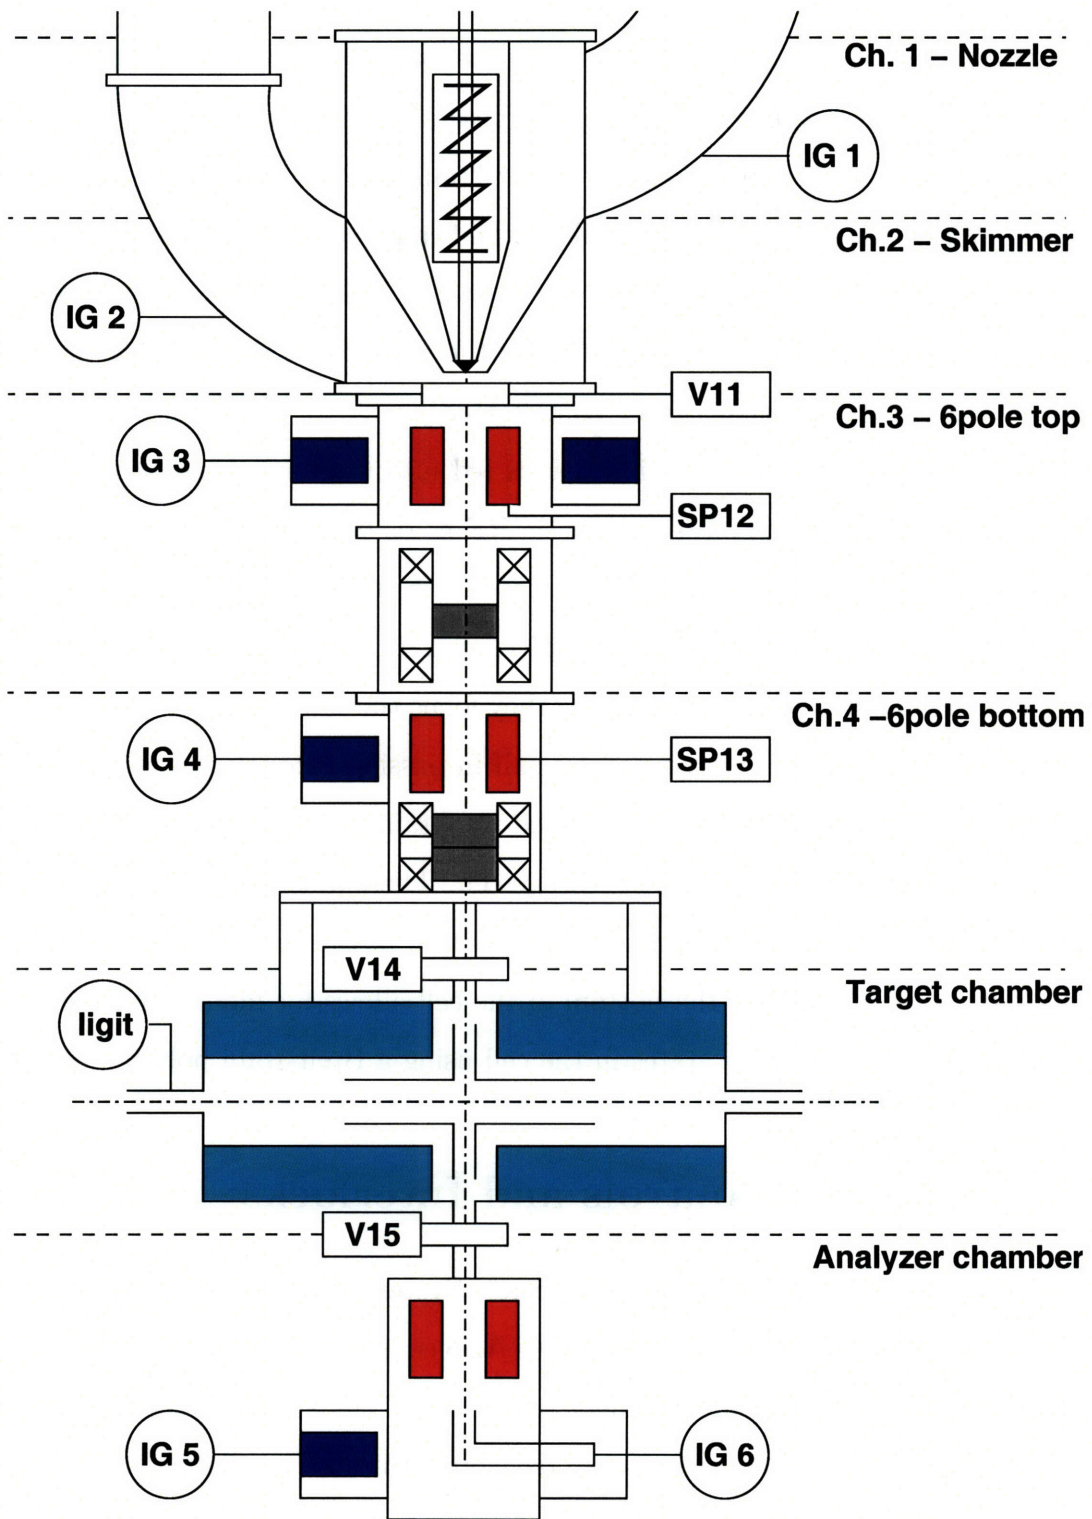 Ch. 1 – Nozzle
IG 1
Ch.2 – Skimmer
IG 2
V11
Ch.3 – 6pole top
IG 3
SP12
Ch.4 –6pole bottom
IG 4
SP13
V14
Target chamber
ligit
V15
Analyzer chamber
IG 5
IG 6